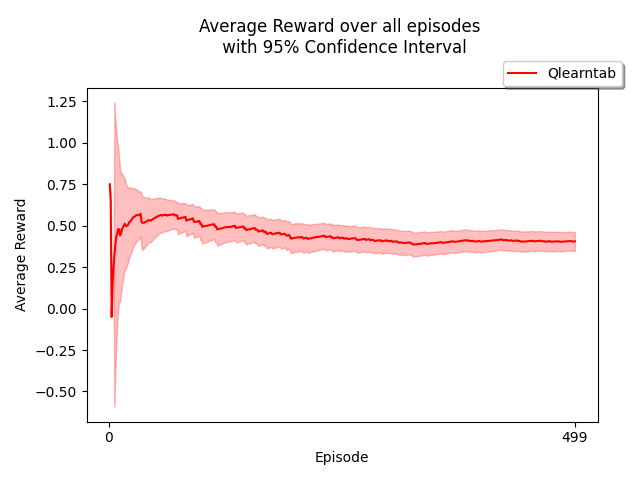 Average Reward over all episodes
with 95% Confidence Interval
Qlearntab
1.25
1.00
0.75
0.50
0.25
0.00
−0.25
−0.50
Average Reward
0 499
Episode